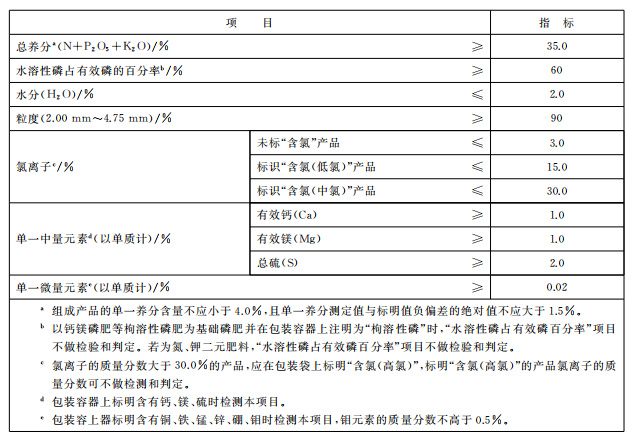 项 目 指 标
总养分ᵃ(N+P₂O₅+K₂O)/% ≥ 35.0
水溶性磷占有效磷的百分率ᵇ/% ≥ 60
水分(H₂O)/% ≤ 2.0
粒度(2.00 mm～4.75 mm)/% ≥ 90
氯离子ᶜ/%
未标“含氯”产品 ≤ 3.0
标识“含氯(低氯)”产品 ≤ 15.0
标识“含氯(中氯)”产品 ≤ 30.0
单一中量元素ᵈ(以单质计)/%
有效钙(Ca) ≥ 1.0
有效镁(Mg) ≥ 1.0
总硫(S) ≥ 2.0
单一微量元素ᵉ(以单质计)/% ≥ 0.02
ᵃ 组成产品的单一养分含量不应小于4.0%,且单一养分测定值与标明值负偏差的绝对值不应大于1.5%。
ᵇ 以钙镁磷肥等枸溶性磷肥为基础磷肥并在包装容器上注明为“枸溶性磷”时,“水溶性磷占有效磷百分率”项目
不做检验和判定。若为氮、钾二元肥料,“水溶性磷占有效磷百分率”项目不做检验和判定。
ᶜ 氯离子的质量分数大于30.0%的产品,应在包装袋上标明“含氯(高氯)”,标明“含氯(高氯)”的产品氯离子的质
量分数可不做检测和判定。
ᵈ 包装容器上标明含有钙、镁、硫时检测本项目。
ᵉ 包装容上器标明含有铜、铁、锰、锌、硼、钼时检测本项目,钼元素的质量分数不高于0.5%。